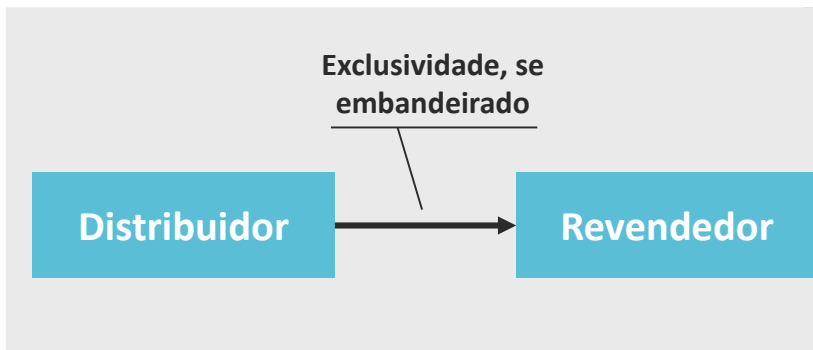 Exclusividade, se
embandeirado
Distribuidor
Revendedor